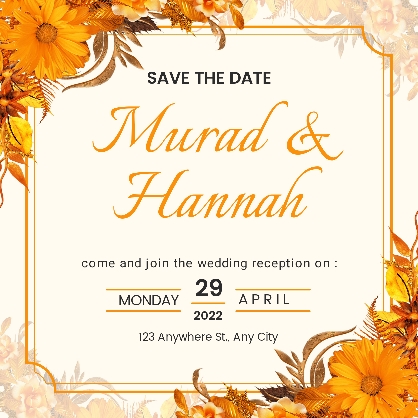 SAVE THE DATE
Murad &
Hannah
come and join the wedding reception on :
MONDAY 29 APRIL
2022
123 Anywhere St., Any City